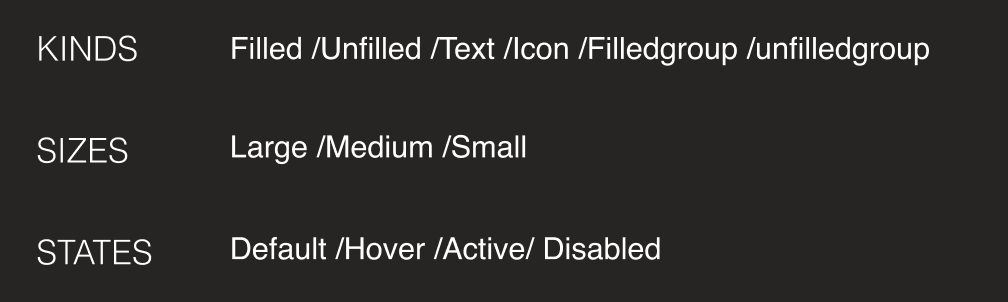 KINDS Filled /Unfilled /Text /Icon /Filledgroup /unfilledgroup
SIZES Large /Medium /Small
STATES Default /Hover /Active/ Disabled